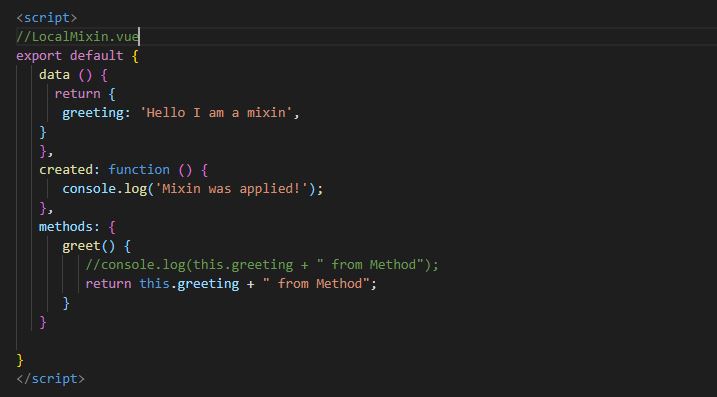 <script>
//LocalMixin.vue
export default {
data () {
return {
greeting: 'Hello I am a mixin',
}
},
created: function () {
console.log('Mixin was applied!');
},
methods: {
greet() {
//console.log(this.greeting + " from Method");
return this.greeting + " from Method";
}
}
}
</script>